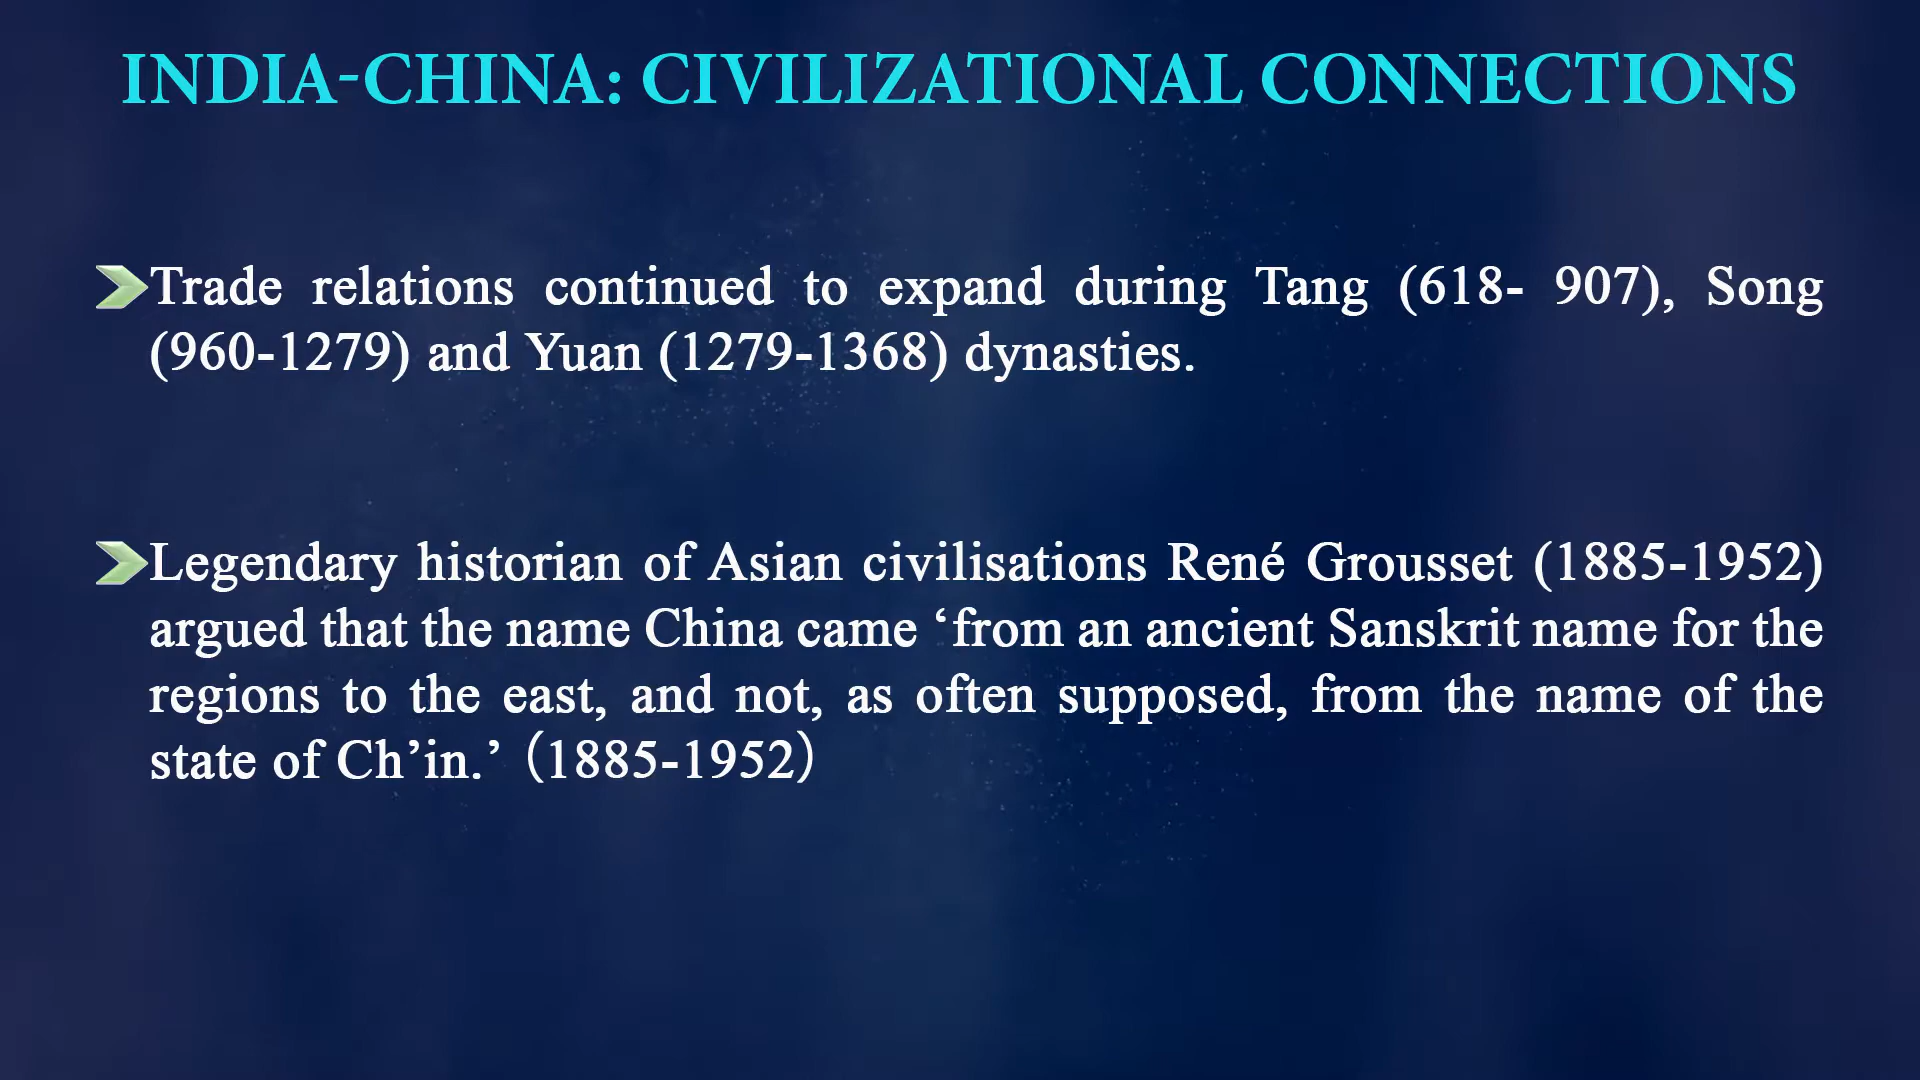 INDIA-CHINA: CIVILIZATIONAL CONNECTIONS
Trade relations continued to expand during Tang (618- 907), Song
(960-1279) and Yuan (1279-1368) dynasties.
Legendary historian of Asian civilisations René Grousset (1885-1952)
argued that the name China came ‘from an ancient Sanskrit name for the
regions to the east, and not, as often supposed, from the name of the
state of Ch’in.’ (1885-1952)